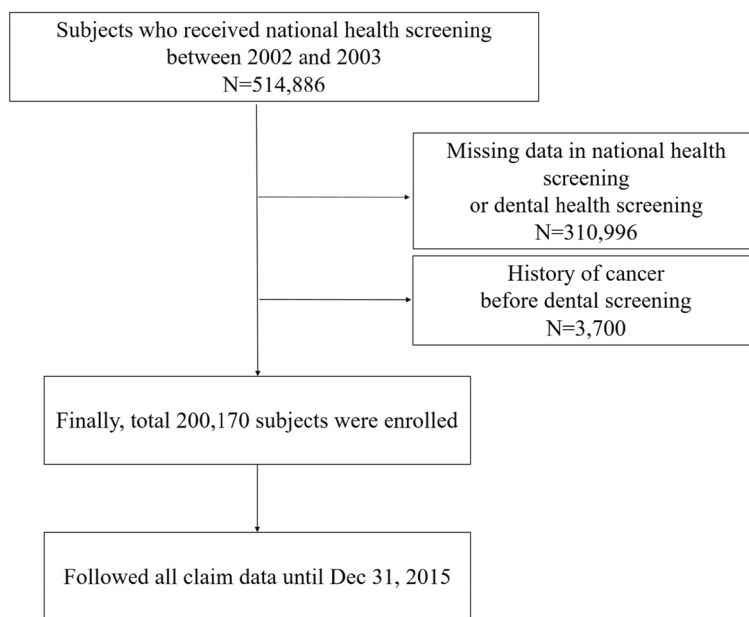 Subjects who received national health screening
between 2002 and 2003
N=514,886
Missing data in national health
screening
or dental health screening
N=310,996
History of cancer
before dental screening
N=3,700
Finally, total 200,170 subjects were enrolled
Followed all claim data until Dec 31, 2015